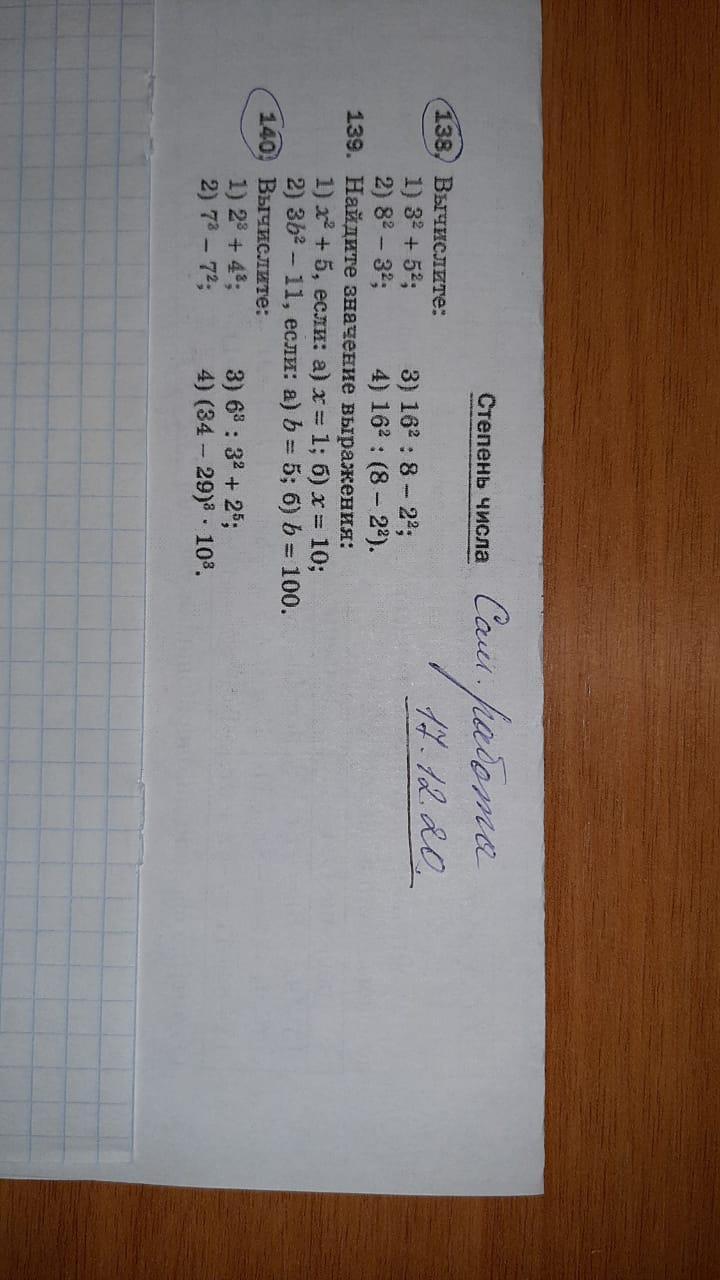 Степень числа
Сам. работа
17.12.20.
138. Вычислите:
1) 3² + 5²; 3) 16² : 8 − 2²;
2) 8² − 3²; 4) 16² : (8 − 2²).
139. Найдите значение выражения:
1) x² + 5, если: а) x = 1; б) x = 10;
2) 3b² − 11, если: а) b = 5; б) b = 100.
140. Вычислите:
1) 2³ + 4³; 3) 6³ : 3² + 2⁵;
2) 7³ − 7²; 4) (34 − 29)³ · 10³.